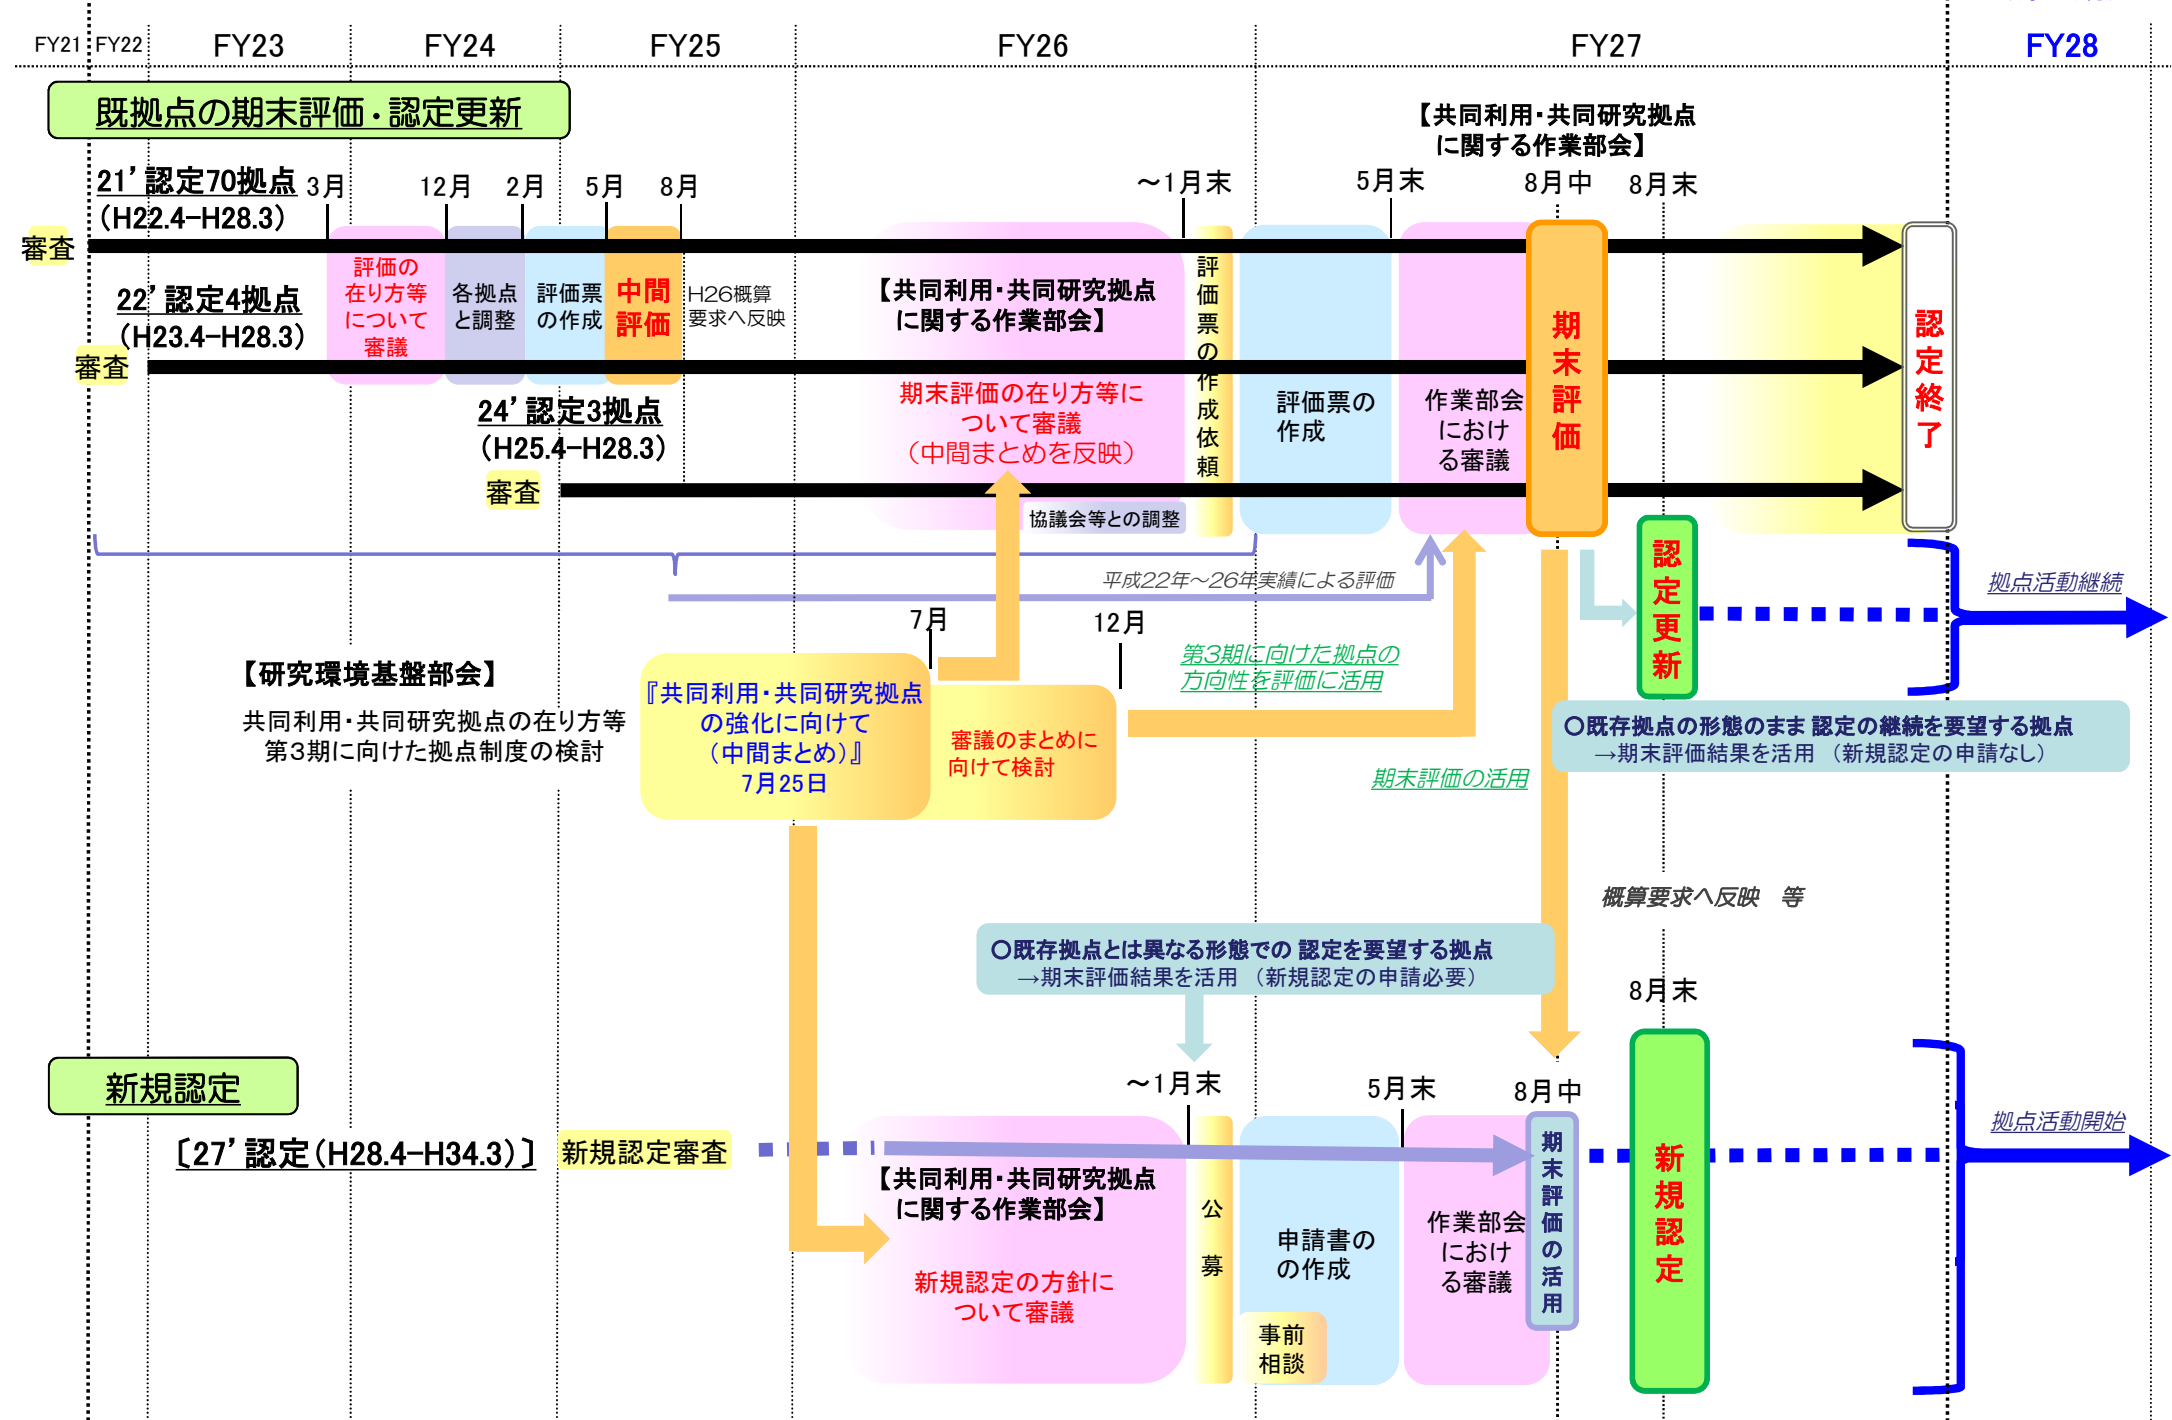 FY21
FY22
FY23
FY24
FY25
FY26
FY27
FY28
既拠点の期末評価・認定更新
【共同利用・共同研究拠点
に関する作業部会】
21’認定70拠点
（H22.4−H28.3）
3月
12月
2月
5月
8月
～1月末
5月末
8月中
8月末
審査
22’認定4拠点
（H23.4−H28.3）
審査
評価の
在り方等
について
審議
各拠点
と調整
評価票
の作成
中間
評価
H26概算
要求へ反映
24’認定3拠点
（H25.4−H28.3）
審査
【共同利用・共同研究拠点
に関する作業部会】
期末評価の在り方等に
ついて審議
（中間まとめを反映）
協議会等との調整
評価票の作成依頼
評価票の
作成
作業部会
におけ
る審議
期末評価
認定終了
認定更新
平成22年～26年実績による評価
拠点活動継続
7月
12月
【研究環境基盤部会】
共同利用・共同研究拠点の在り方等
第3期に向けた拠点制度の検討
『共同利用・共同研究拠点
の強化に向けて
（中間まとめ）』
7月25日
審議のまとめに
向けて検討
第3期に向けた拠点の
方向性を評価に活用
期末評価の活用
○既存拠点の形態のまま 認定の継続を要望する拠点
→期末評価結果を活用 （新規認定の申請なし）
概算要求へ反映　等
○既存拠点とは異なる形態での 認定を要望する拠点
→期末評価結果を活用 （新規認定の申請必要）
8月末
新規認定
～1月末
5月末
8月中
〔27’認定（H28.4−H34.3）〕
新規認定審査
【共同利用・共同研究拠点
に関する作業部会】
新規認定の方針に
ついて審議
公募
申請書の
の作成
事前
相談
作業部会
におけ
る審議
期末評価の活用
新規認定
拠点活動開始